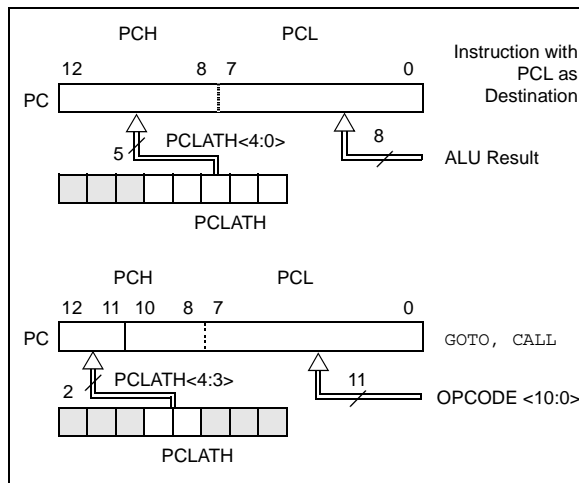 PCH PCL
12 8 7 0
Instruction with
PCL as
Destination
PC
5 PCLATH<4:0>
8
ALU Result
PCLATH
PCH PCL
12 11 10 8 7 0
PC
GOTO, CALL
2 PCLATH<4:3>
11
OPCODE <10:0>
PCLATH